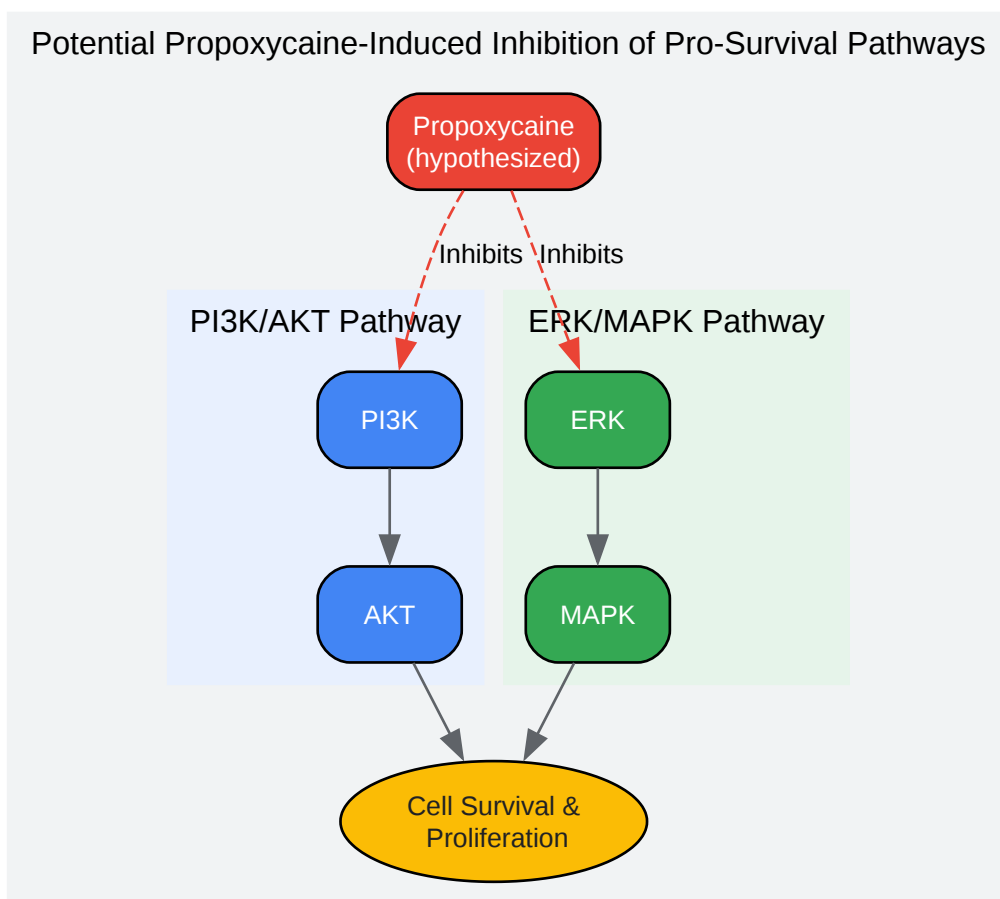 Potential Propoxycaine-Induced Inhibition of Pro-Survival Pathways
Propoxycaine
(hypothesized)
Inhibits
Inhibits
PI3K/AKT Pathway
ERK/MAPK Pathway
PI3K
ERK
AKT
MAPK
Cell Survival &
Proliferation